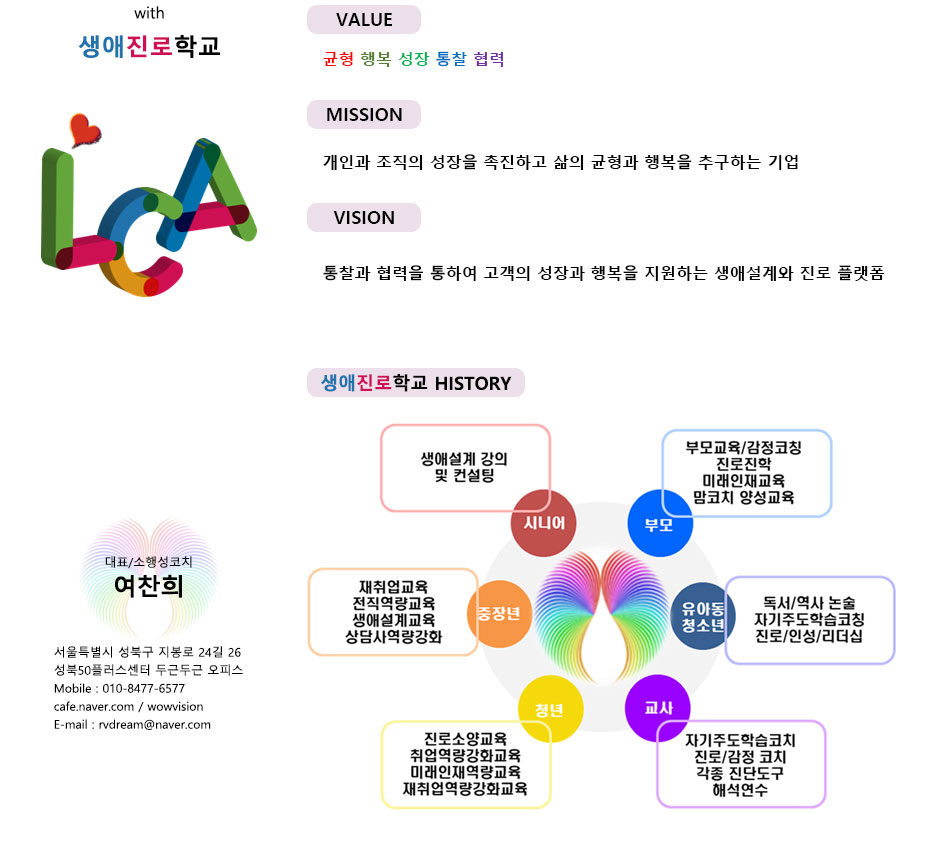 with
생애진로학교
LCA
VALUE
균형 행복 성장 통찰 협력
MISSION
개인과 조직의 성장을 촉진하고 삶의 균형과 행복을 추구하는 기업
VISION
통찰과 협력을 통하여 고객의 성장과 행복을 지원하는 생애설계와 진로 플랫폼
생애진로학교 HISTORY
생애설계 강의
및 컨설팅
시니어
부모교육/감정코칭
진로진학
미래인재교육
맘코치 양성교육
부모
재취업교육
전직역량교육
생애설계교육
상담사역량강화
중장년
유아동
청소년
독서/역사 논술
자기주도학습코칭
진로/인성/리더십
청년
진로소양교육
취업역량강화교육
미래인재역량교육
재취업역량강화교육
교사
자기주도학습코치
진로/감정 코치
각종 진단도구
해석연수
대표/소행성코치
여찬희
서울특별시 성북구 지봉로 24길 26
성북50플러스센터 두근두근 오피스
Mobile : 010-8477-6577
cafe.naver.com / wowvision
E-mail : rvdream@naver.com